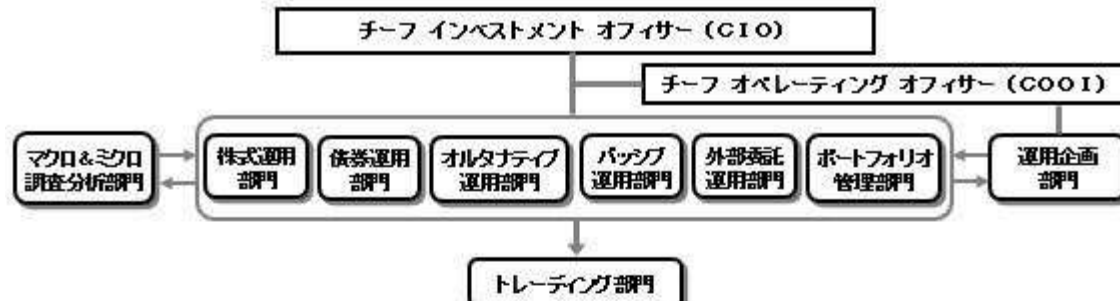 チーフ インベストメント オフィサー (CIO)
チーフ オペレーティング オフィサー (COOI)
マクロ&ミクロ
調査分析部門
株式運用
部門
債券運用
部門
オルタナティブ
運用部門
パッシブ
運用部門
外部委託
運用部門
ポートフォリオ
管理部門
運用企画
部門
トレーディング部門